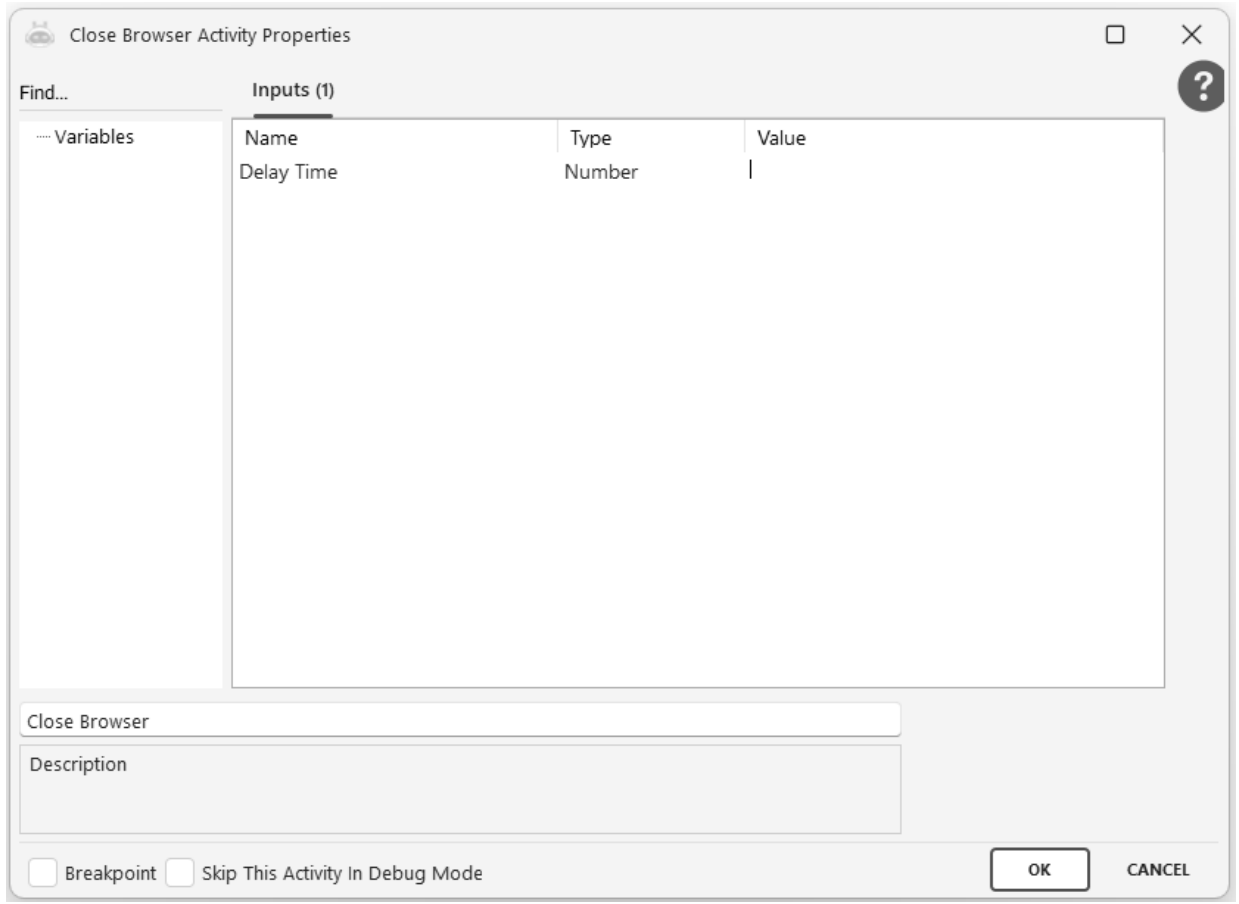 Close Browser Activity Properties
Find...
Inputs (1)
?
Variables
Name Type Value
Delay Time Number
Close Browser
Description
Breakpoint Skip This Activity In Debug Mode
OK CANCEL